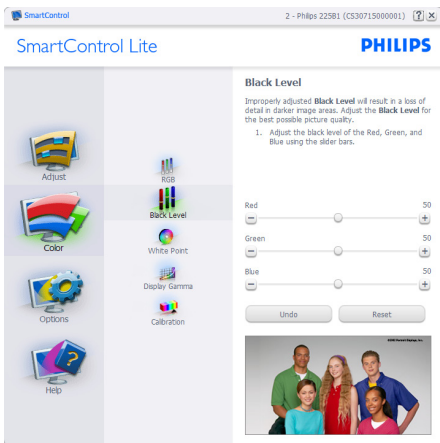 SmartControl
2 - Philips 225B1 (CS30715000001)
SmartControl Lite
PHILIPS
Adjust
Color
Options
Help
RGB
Black Level
White Point
Display Gamma
Calibration
Black Level
Improperly adjusted Black Level will result in a loss of
detail in darker image areas. Adjust the Black Level for
the best possible picture quality.
1. Adjust the black level of the Red, Green, and
Blue using the slider bars.
Red 50
Green 50
Blue 50
Undo
Reset